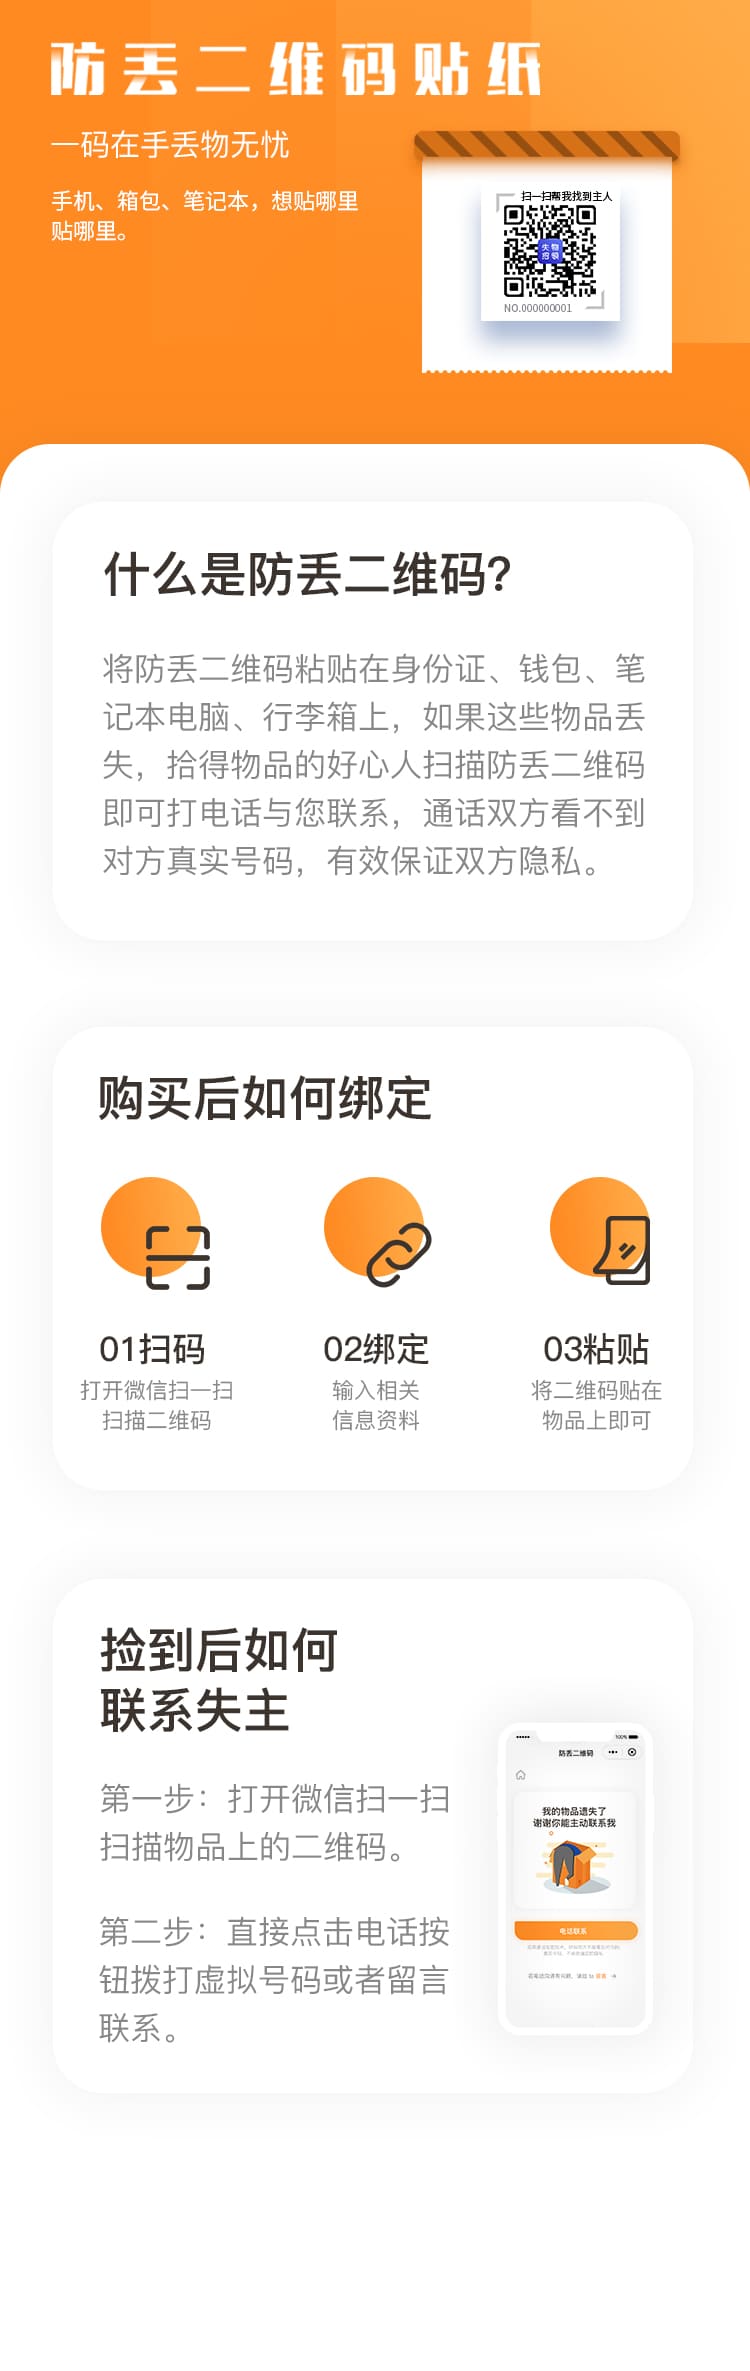 防丢二维码贴纸
一码在手丢物无忧
手机、箱包、笔记本，想贴哪里
贴哪里。
扫一扫帮我找到主人
失物
招领
NO.000000001
什么是防丢二维码?
将防丢二维码粘贴在身份证、钱包、笔
记本电脑、行李箱上，如果这些物品丢
失，拾得物品的好心人扫描防丢二维码
即可打电话与您联系，通话双方看不到
对方真实号码，有效保证双方隐私。
购买后如何绑定
01扫码
打开微信扫一扫
扫描二维码
02绑定
输入相关
信息资料
03粘贴
将二维码贴在
物品上即可
捡到后如何
联系失主
第一步：打开微信扫一扫
扫描物品上的二维码。
第二步：直接点击电话按
钮拨打虚拟号码或者留言
联系。
100%
防丢二维码
我的物品遗失了
谢谢你能主动联系我
电话联系